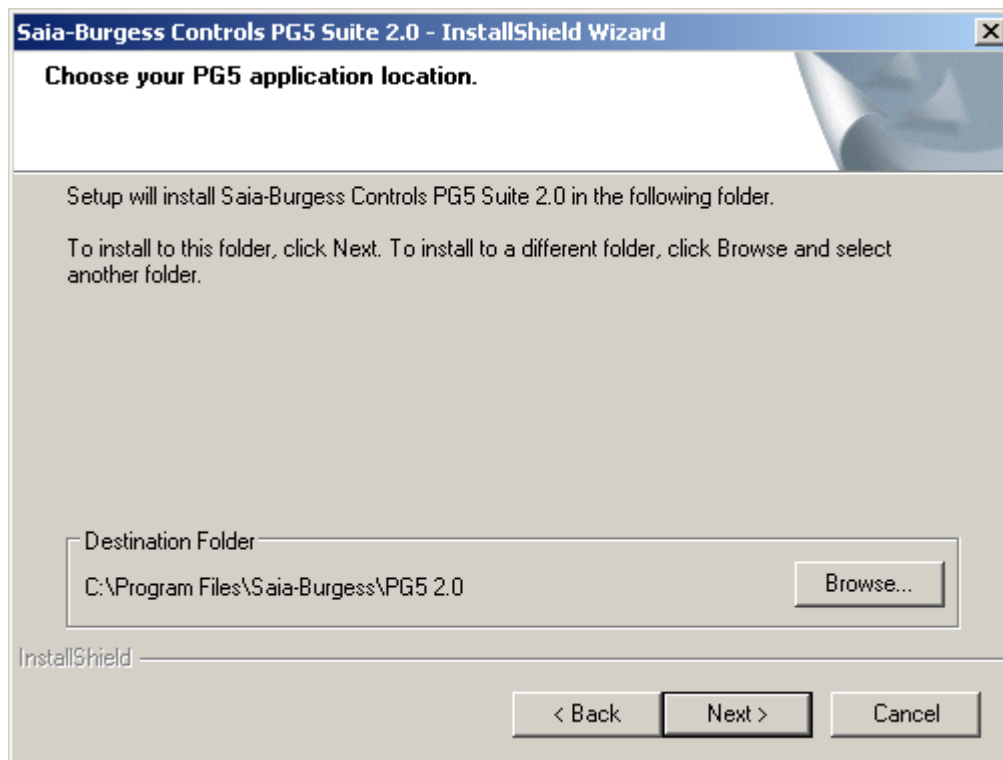 Saia-Burgess Controls PG5 Suite 2.0 - InstallShield Wizard
Choose your PG5 application location.
Setup will install Saia-Burgess Controls PG5 Suite 2.0 in the following folder.
To install to this folder, click Next. To install to a different folder, click Browse and select
another folder.
Destination Folder
C:\Program Files\Saia-Burgess\PG5 2.0
Browse...
InstallShield
< Back
Next >
Cancel